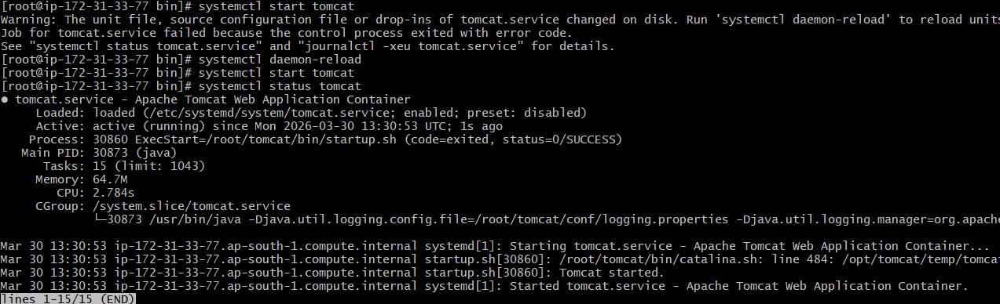 [root@ip-172-31-33-77 bin]# systemctl start tomcat
Warning: The unit file, source configuration file or drop-ins of tomcat.service changed on disk. Run 'systemctl daemon-reload' to reload units
Job for tomcat.service failed because the control process exited with error code.
See "systemctl status tomcat.service" and "journalctl -xeu tomcat.service" for details.
[root@ip-172-31-33-77 bin]# systemctl daemon-reload
[root@ip-172-31-33-77 bin]# systemctl start tomcat
[root@ip-172-31-33-77 bin]# systemctl status tomcat
● tomcat.service - Apache Tomcat Web Application Container
Loaded: loaded (/etc/systemd/system/tomcat.service; enabled; preset: disabled)
Active: active (running) since Mon 2026-03-30 13:30:53 UTC; 1s ago
Process: 30860 ExecStart=/root/tomcat/bin/startup.sh (code=exited, status=0/SUCCESS)
Main PID: 30873 (java)
Tasks: 15 (limit: 1043)
Memory: 64.7M
CPU: 2.784s
CGroup: /system.slice/tomcat.service
└─30873 /usr/bin/java -Djava.util.logging.config.file=/root/tomcat/conf/logging.properties -Djava.util.logging.manager=org.apache
Mar 30 13:30:53 ip-172-31-33-77.ap-south-1.compute.internal systemd[1]: Starting tomcat.service - Apache Tomcat Web Application Container...
Mar 30 13:30:53 ip-172-31-33-77.ap-south-1.compute.internal startup.sh[30860]: /root/tomcat/bin/catalina.sh: line 484: /opt/tomcat/temp/tomca
Mar 30 13:30:53 ip-172-31-33-77.ap-south-1.compute.internal startup.sh[30860]: Tomcat started.
Mar 30 13:30:53 ip-172-31-33-77.ap-south-1.compute.internal systemd[1]: Started tomcat.service - Apache Tomcat Web Application Container.
lines 1-15/15 (END)